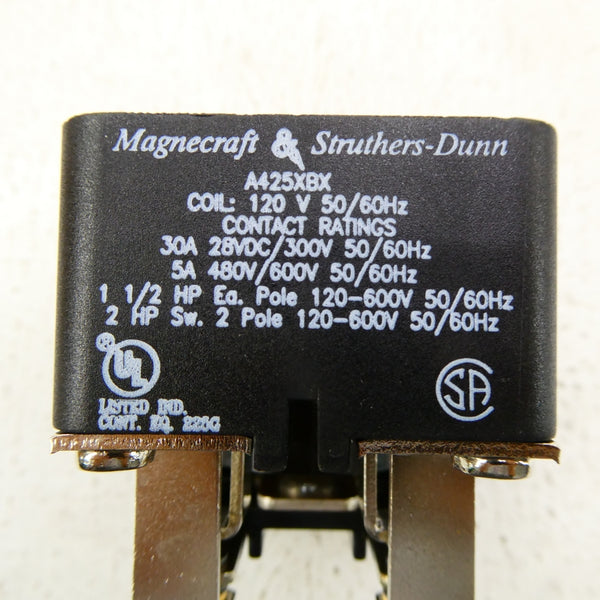 Magnecraft & Struthers-Dunn
A425XBX
COIL: 120 V 50/60Hz
CONTACT RATINGS
30A 28VDC/300V 50/60Hz
5A 480V/600V 50/60Hz
1 1/2 HP Ea. Pole 120-600V 50/60Hz
2 HP Sw. 2 Pole 120-600V 50/60Hz
® UL
SA
LISTED IND.
CONT. EQ. 228G